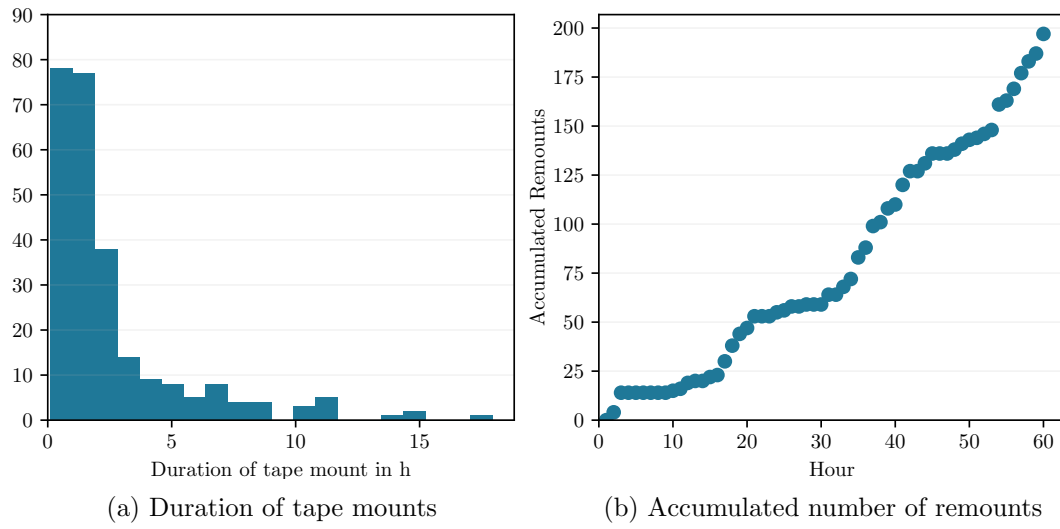 90
80
70
60
50
40
30
20
10
0
0 5 10 15
Duration of tape mount in h
(a) Duration of tape mounts
Accumulated Remounts
200
175
150
125
100
75
50
25
0
0 10 20 30 40 50 60
Hour
(b) Accumulated number of remounts